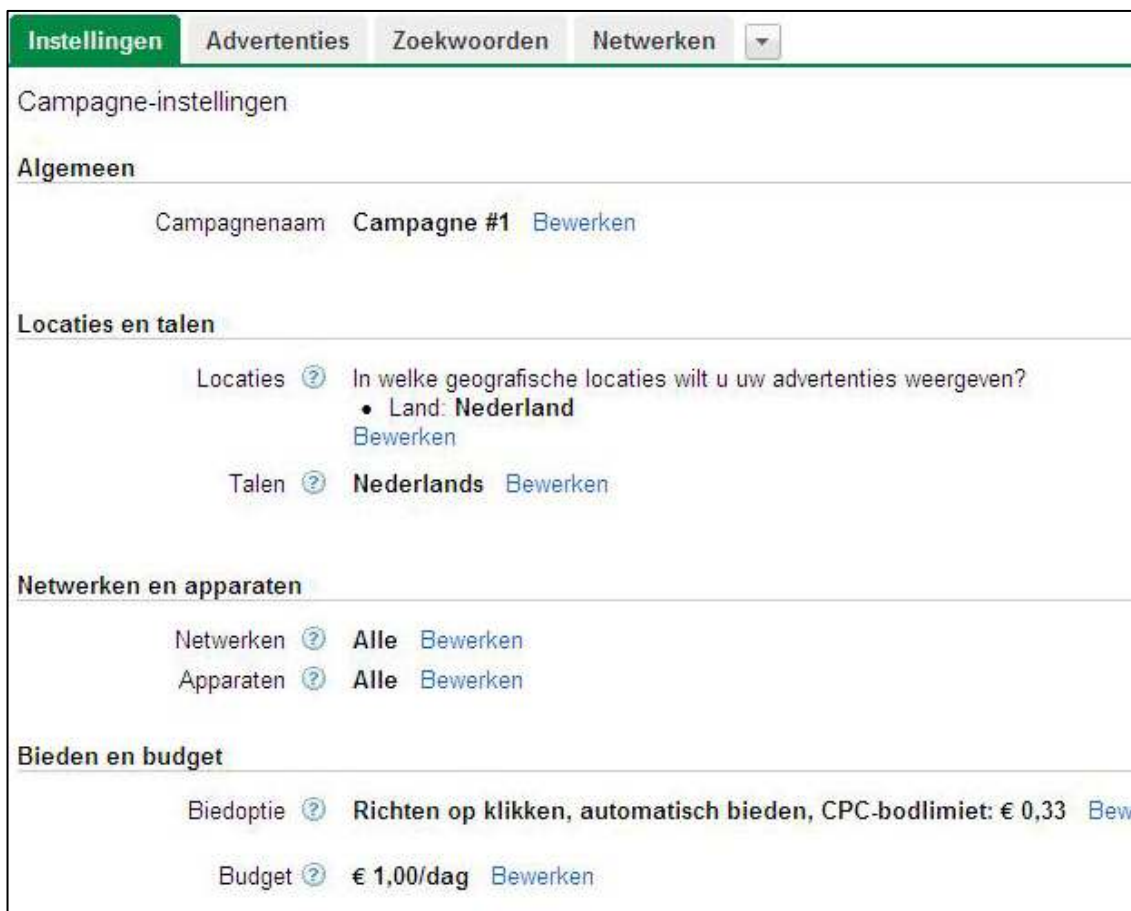 Instellingen Advertenties Zoekwoorden Netwerken
Campagne-instellingen
Algemeen
Campagnenaam Campagne #1 Bewerken
Locaties en talen
Locaties ? In welke geografische locaties wilt u uw advertenties weergeven?
• Land: Nederland
Bewerken
Talen ? Nederlands Bewerken
Netwerken en apparaten
Netwerken ? Alle Bewerken
Apparaten ? Alle Bewerken
Bieden en budget
Biedoptie ? Richten op klikken, automatisch bieden, CPC-bodlimiet: € 0,33 Bew
Budget ? € 1,00/dag Bewerken